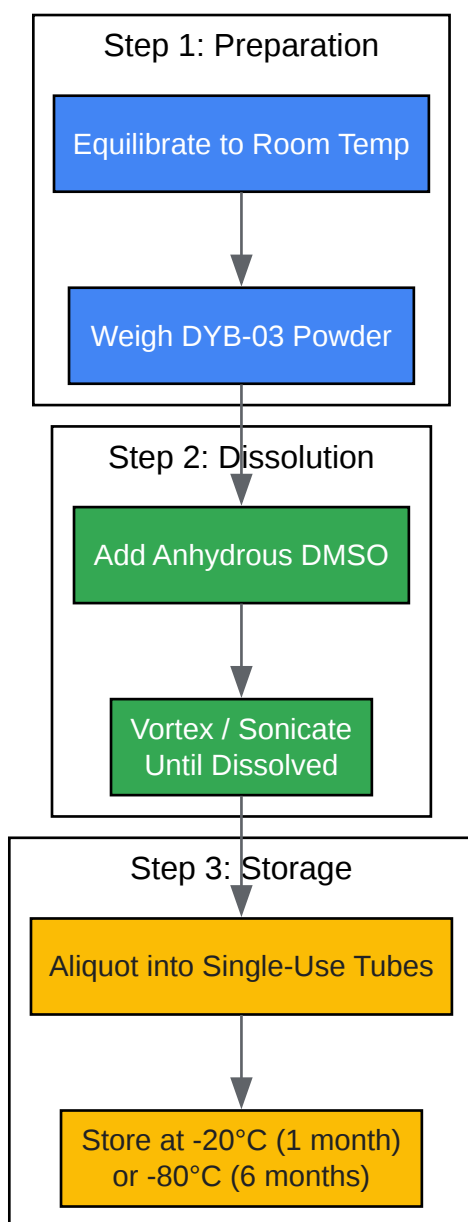 Step 1: Preparation
Equilibrate to Room Temp
Weigh DYB-03 Powder
Step 2: Dissolution
Add Anhydrous DMSO
Vortex / Sonicate
Until Dissolved
Step 3: Storage
Aliquot into Single-Use Tubes
Store at -20°C (1 month)
or -80°C (6 months)